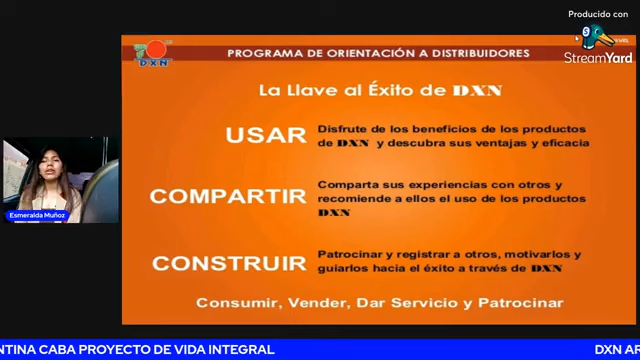 Producido con
StreamYard
DXN
PROGRAMA DE ORIENTACIÓN A DISTRIBUIDORES
La Llave al Éxito de DXN
USAR
Disfrute de los beneficios de los productos
de DXN y descubra sus ventajas y eficacia
COMPARTIR
Comparta sus experiencias con otros y
recomiende a ellos el uso de los productos
DXN
CONSTRUIR
Patrocinar y registrar a otros, motivarlos y
guiarlos hacia el éxito a través de DXN
Consumir, Vender, Dar Servicio y Patrocinar
Esmeralda Muñoz
NTINA CABA PROYECTO DE VIDA INTEGRAL
DXN AR